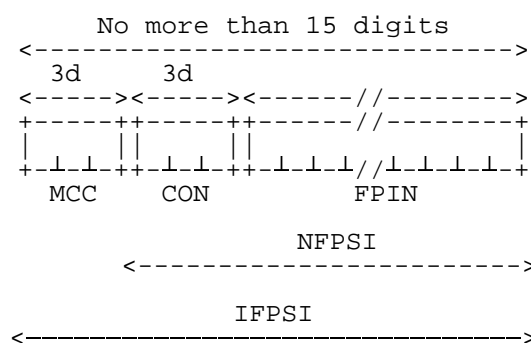 No more than 15 digits
3d 3d
MCC CON FPIN
NFPSI
IFPSI